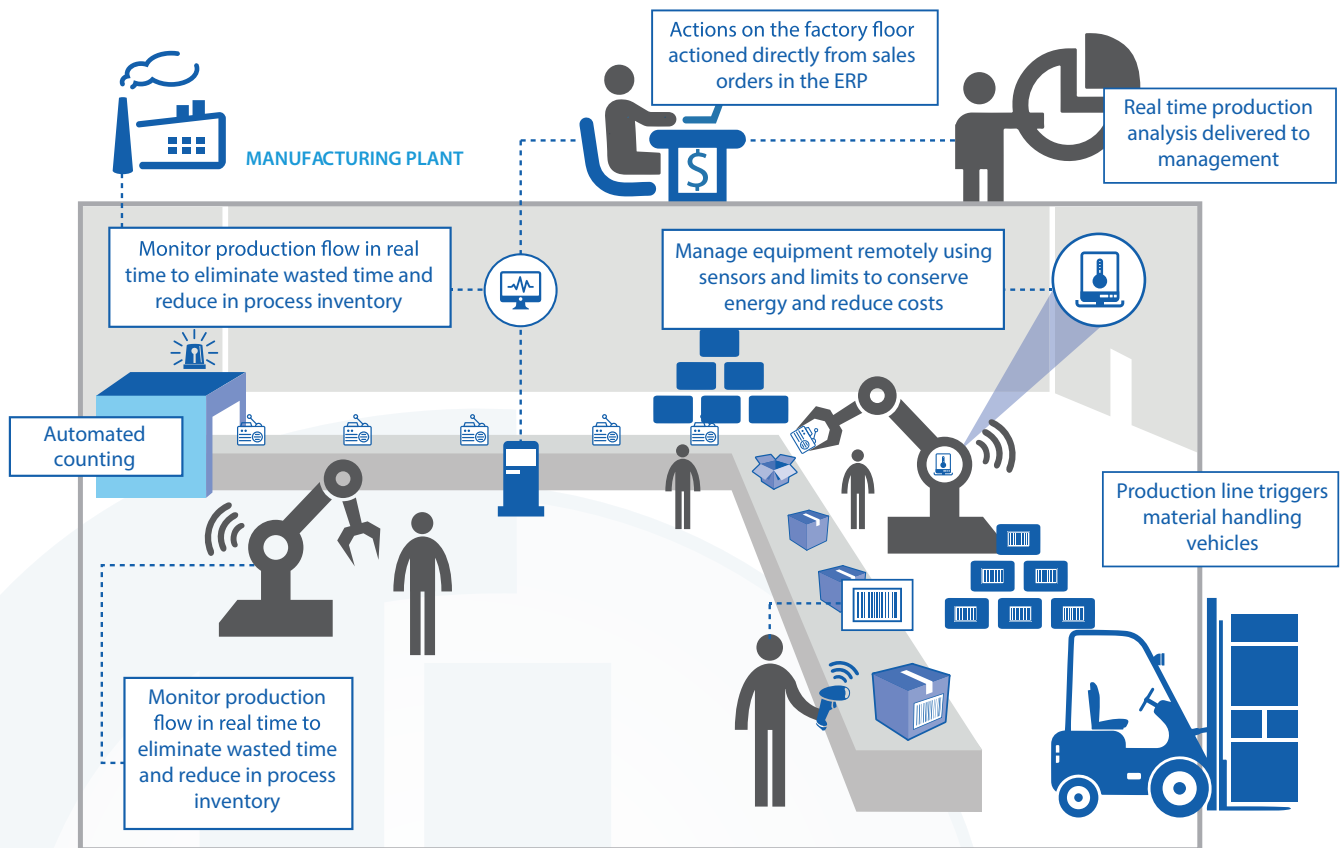 Actions on the factory floor
actioned directly from sales
orders in the ERP
Real time production
analysis delivered to
management
MANUFACTURING PLANT
$
Monitor production flow in real
time to eliminate wasted time and
reduce in process inventory
Manage equipment remotely using
sensors and limits to conserve
energy and reduce costs
Automated
counting
Production line triggers
material handling
vehicles
Monitor production
flow in real time to
eliminate wasted time
and reduce in process
inventory